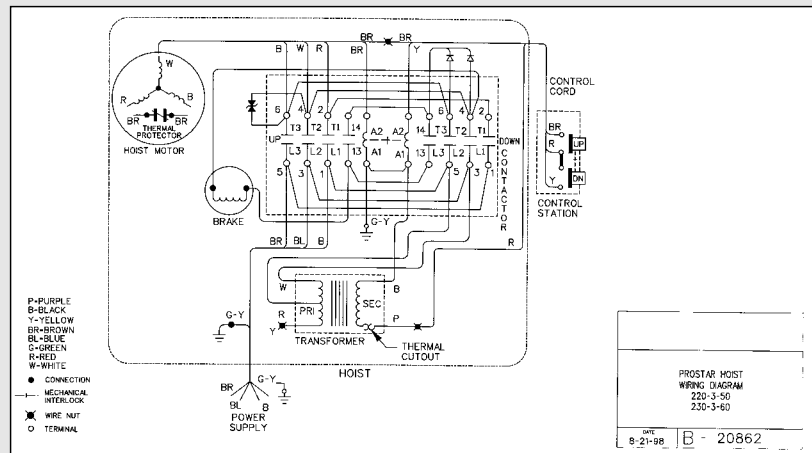 BR BR
B W R BR Y
W
R B
BR BR
THERMAL
PROTECTOR
HOIST MOTOR
CONTROL
CORD
6 4 2 14 14 6 4 2
T3 T2 T1 A2 A2 T3 T2 T1
UP DOWN
L3 L2 L1 13 A1 A1 13 L3 L2 L1
5 3 1 5 3 1
CONTACTOR
BR
R
Y
UP
DN
CONTROL
STATION
BRAKE
G-Y
BR BL B
R
W B
PRI SEC
R
Y
P
TRANSFORMER
THERMAL
CUTOUT
HOIST
G-Y
BR G-Y
BL B
POWER
SUPPLY
P-PURPLE
B-BLACK
Y-YELLOW
BR-BROWN
BL-BLUE
G-GREEN
R-RED
W-WHITE
CONNECTION
MECHANICAL
INTERLOCK
WIRE NUT
TERMINAL
PROSTAR HOIST
WIRING DIAGRAM
220-3-50
230-3-60
DATE
8-21-98
B - 20862